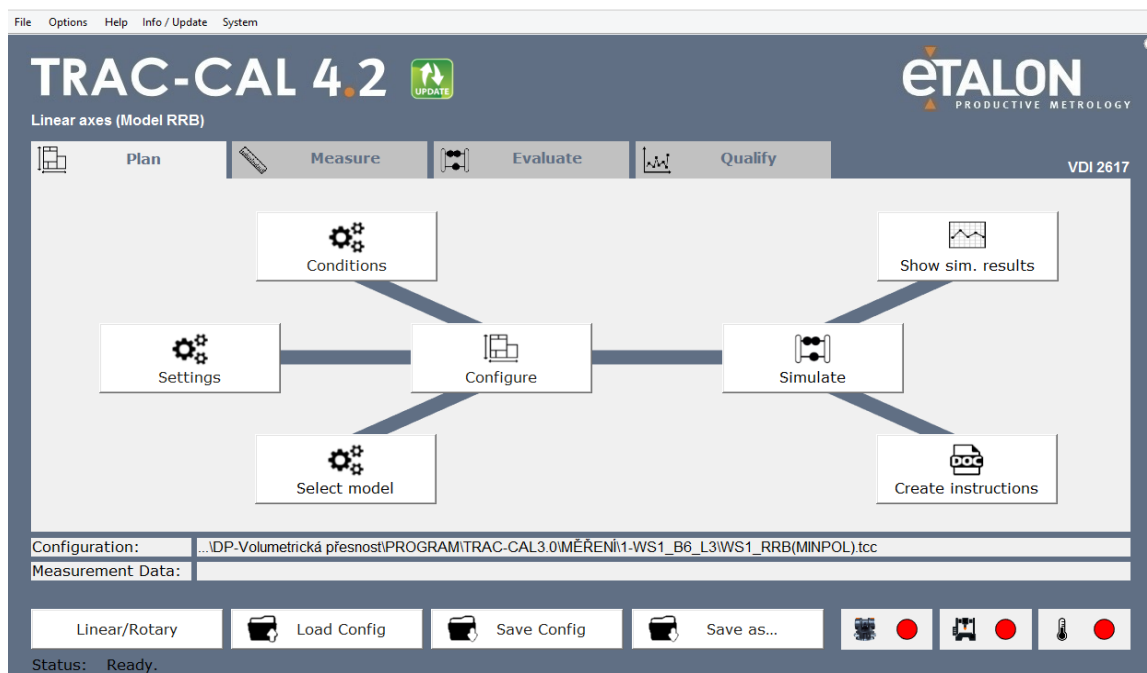 File Options Help Info / Update System
TRAC-CAL 4.2 UPDATE
eTALON
PRODUCTIVE METROLOGY
Linear axes (Model RRB)
Plan Measure Evaluate Qualify
VDI 2617
Conditions
Show sim. results
Settings
Configure
Simulate
Select model
DOC
Create instructions
Configuration: ...\DP-Volumetrická přesnost\PROGRAM\TRAC-CAL3.0\MĚŘENÍ\1-WS1_B6_L3\WS1_RRB(MINPOL).tcc
Measurement Data:
Linear/Rotary Load Config Save Config Save as...
Status: Ready.